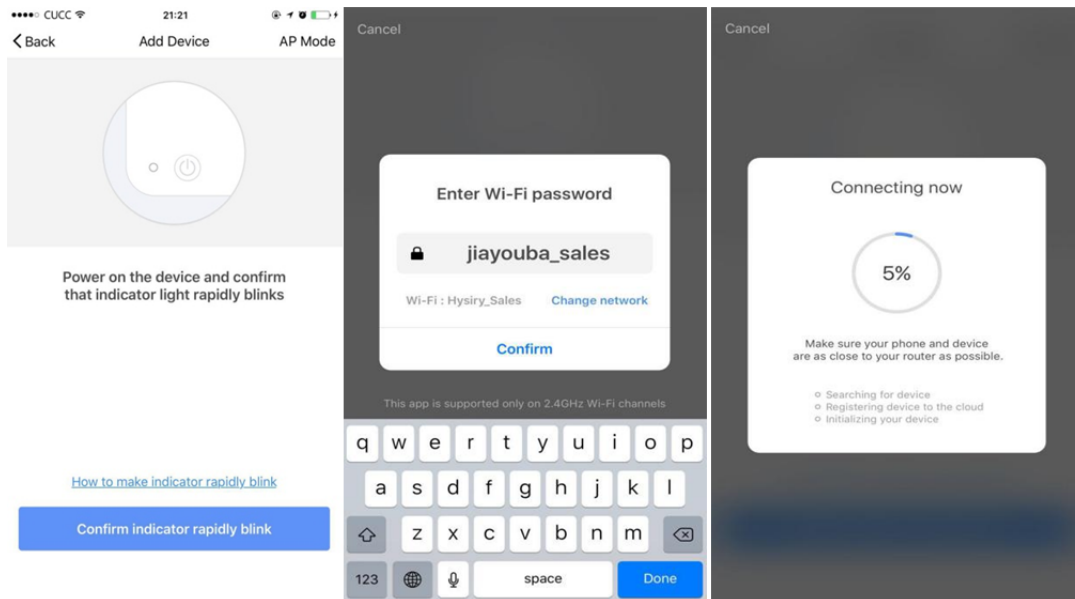 CUCC 21:21
Back Add Device AP Mode
Power on the device and confirm
that indicator light rapidly blinks
How to make indicator rapidly blink
Confirm indicator rapidly blink
Cancel
Enter Wi-Fi password
jiayouba_sales
Wi-Fi : Hysiry_Sales Change network
Confirm
This app is supported only on 2.4GHz Wi-Fi channels
q w e r t y u i o p
a s d f g h j k l
z x c v b n m
123 space Done
Cancel
Connecting now
5%
Make sure your phone and device
are as close to your router as possible.
Searching for device
Registering device to the cloud
Initializing your device